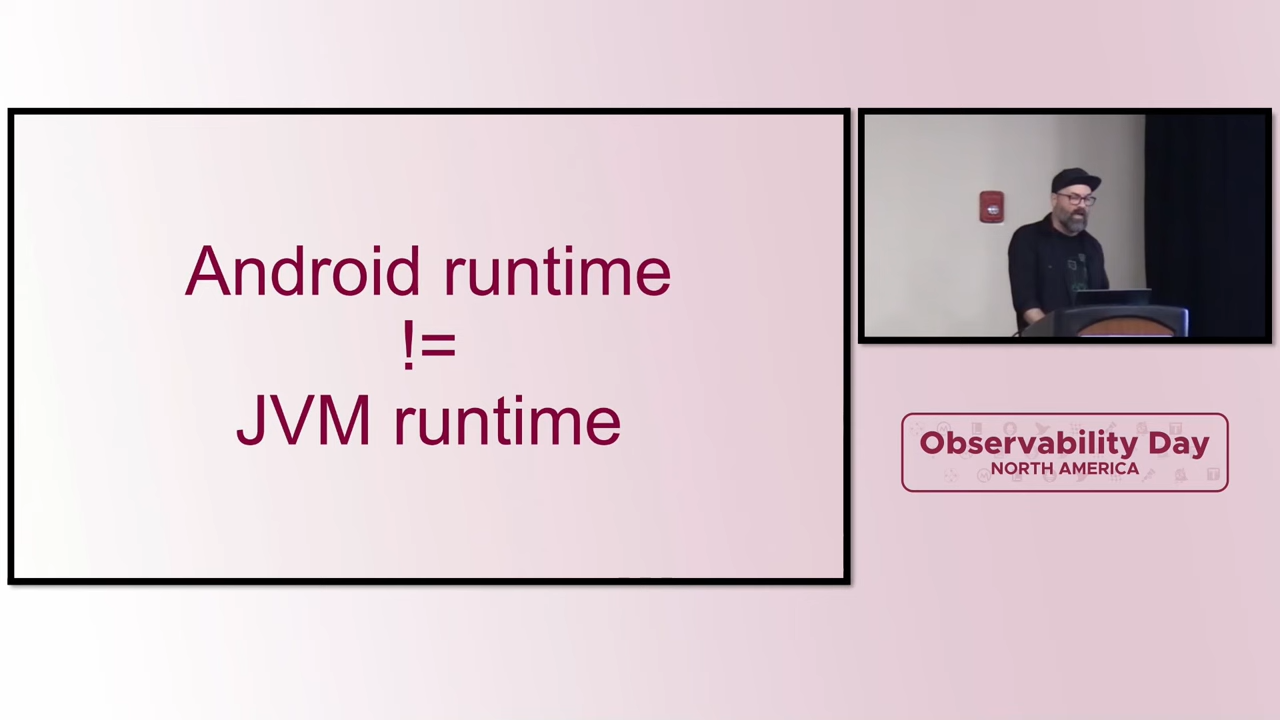 Android runtime
!=
JVM runtime
Observability Day
NORTH AMERICA